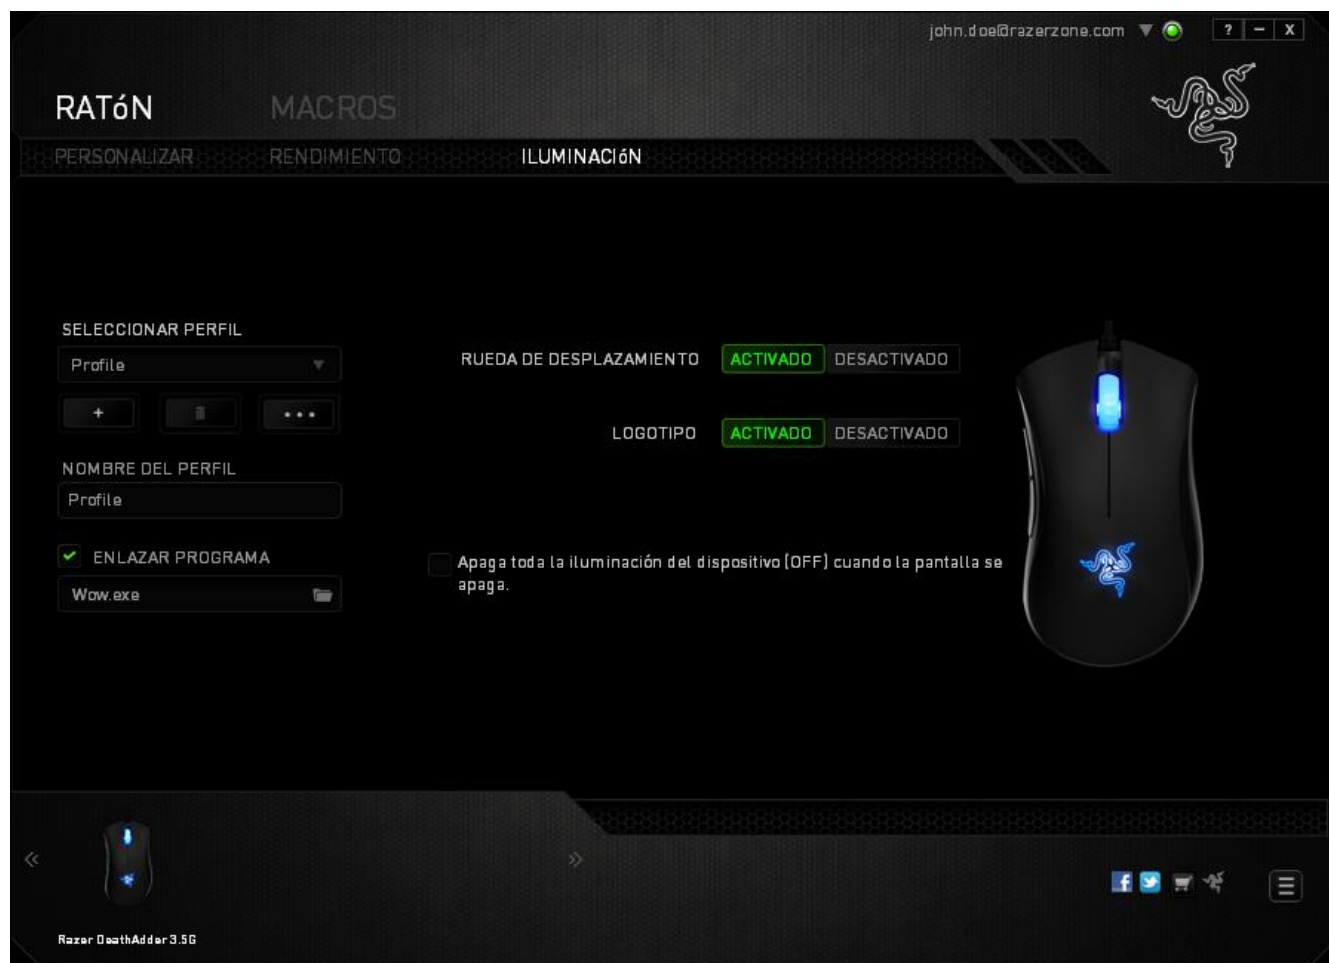 john.doe@razerzone.com
? – X
RATóN MACROS
PERSONALIZAR RENDIMIENTO ILUMINACIóN
SELECCIONAR PERFIL
Profile
+ •••
NOMBRE DEL PERFIL
Profile
ENLAZAR PROGRAMA
Wow.exe
RUEDA DE DESPLAZAMIENTO ACTIVADO DESACTIVADO
LOGOTIPO ACTIVADO DESACTIVADO
Apaga toda la iluminación del dispositivo (OFF) cuando la pantalla se
apaga.
Razer DeathAdder 3.5G